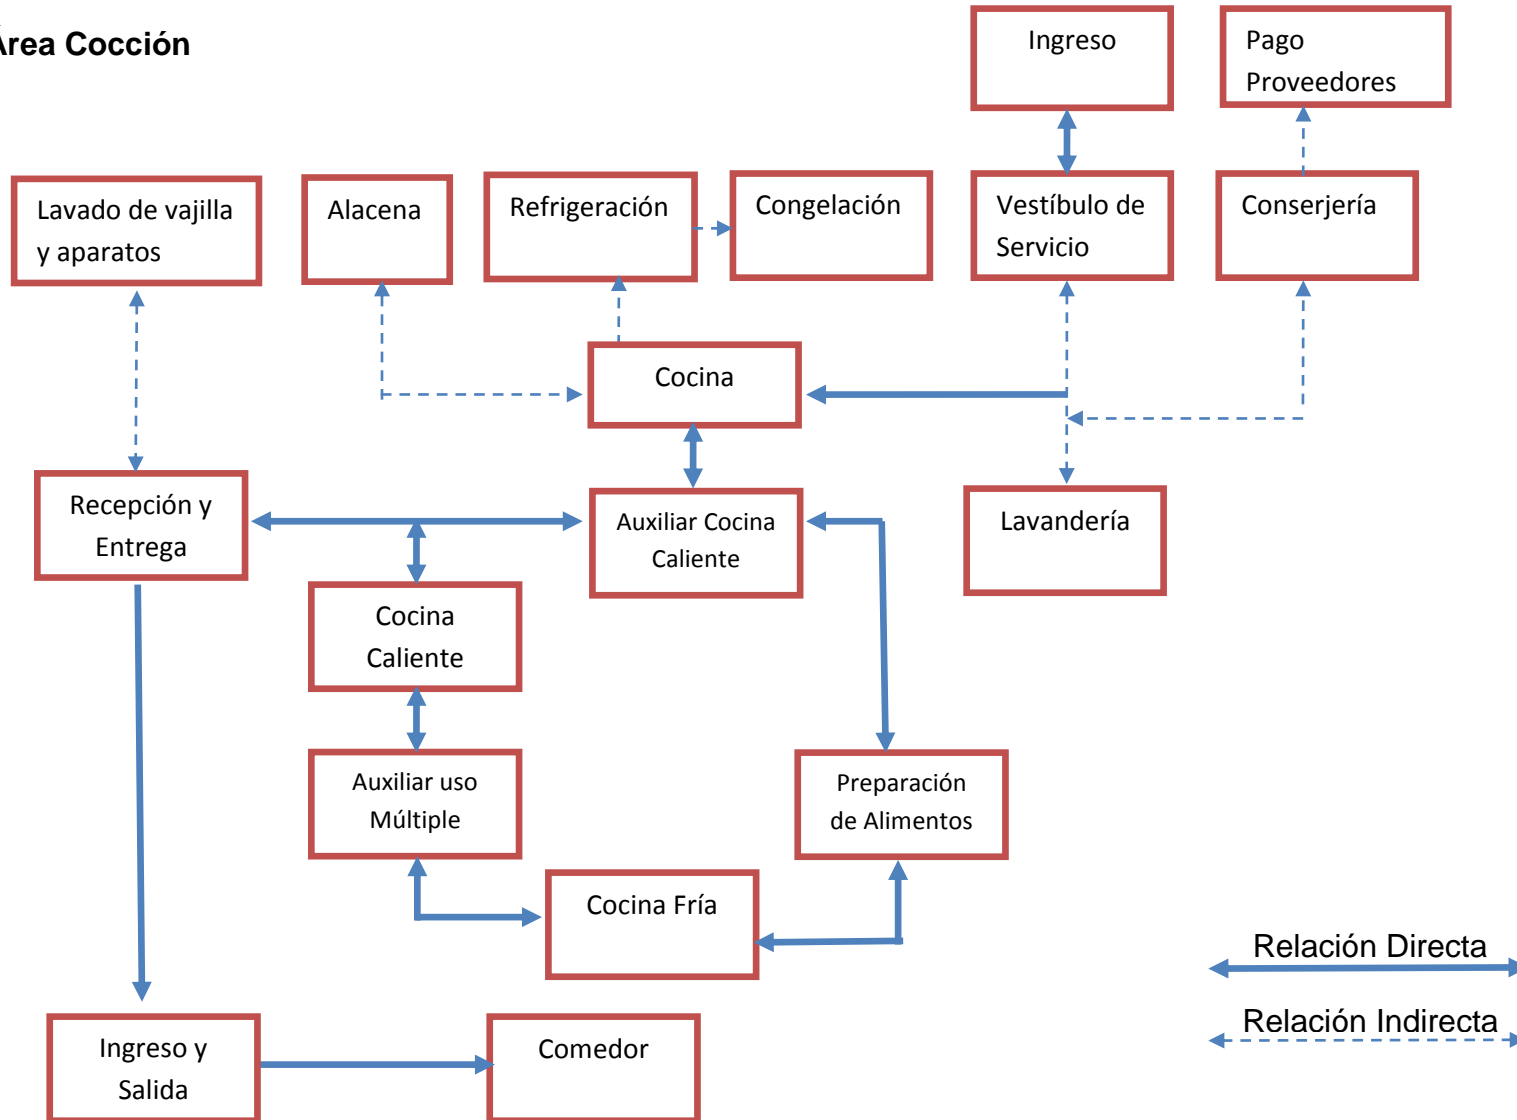 Área Cocción
Ingreso
Pago
Proveedores
Lavado de vajilla
y aparatos
Alacena
Refrigeración
Congelación
Vestíbulo de
Servicio
Conserjería
Cocina
Recepción y
Entrega
Auxiliar Cocina
Caliente
Lavandería
Cocina
Caliente
Auxiliar uso
Múltiple
Preparación
de Alimentos
Cocina Fría
Relación Directa
Relación Indirecta
Ingreso y
Salida
Comedor